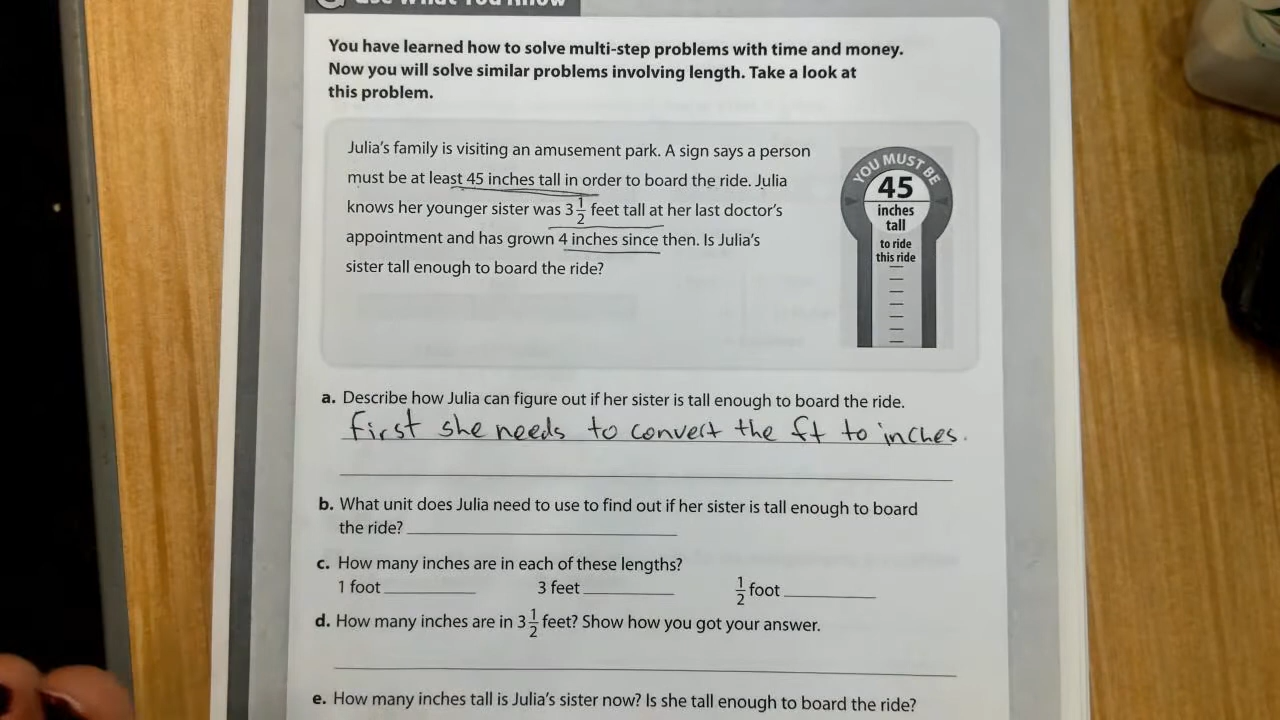 Use What You Know
You have learned how to solve multi-step problems with time and money.
Now you will solve similar problems involving length. Take a look at
this problem.
Julia's family is visiting an amusement park. A sign says a person
must be at least 45 inches tall in order to board the ride. Julia
knows her younger sister was 3 1/2 feet tall at her last doctor's
appointment and has grown 4 inches since then. Is Julia's
sister tall enough to board the ride?
YOU MUST BE
45
inches
tall
to ride
this ride
a. Describe how Julia can figure out if her sister is tall enough to board the ride.
First she needs to convert the ft to inches.
b. What unit does Julia need to use to find out if her sister is tall enough to board
the ride?
c. How many inches are in each of these lengths?
1 foot 3 feet 1/2 foot
d. How many inches are in 3 1/2 feet? Show how you got your answer.
e. How many inches tall is Julia's sister now? Is she tall enough to board the ride?